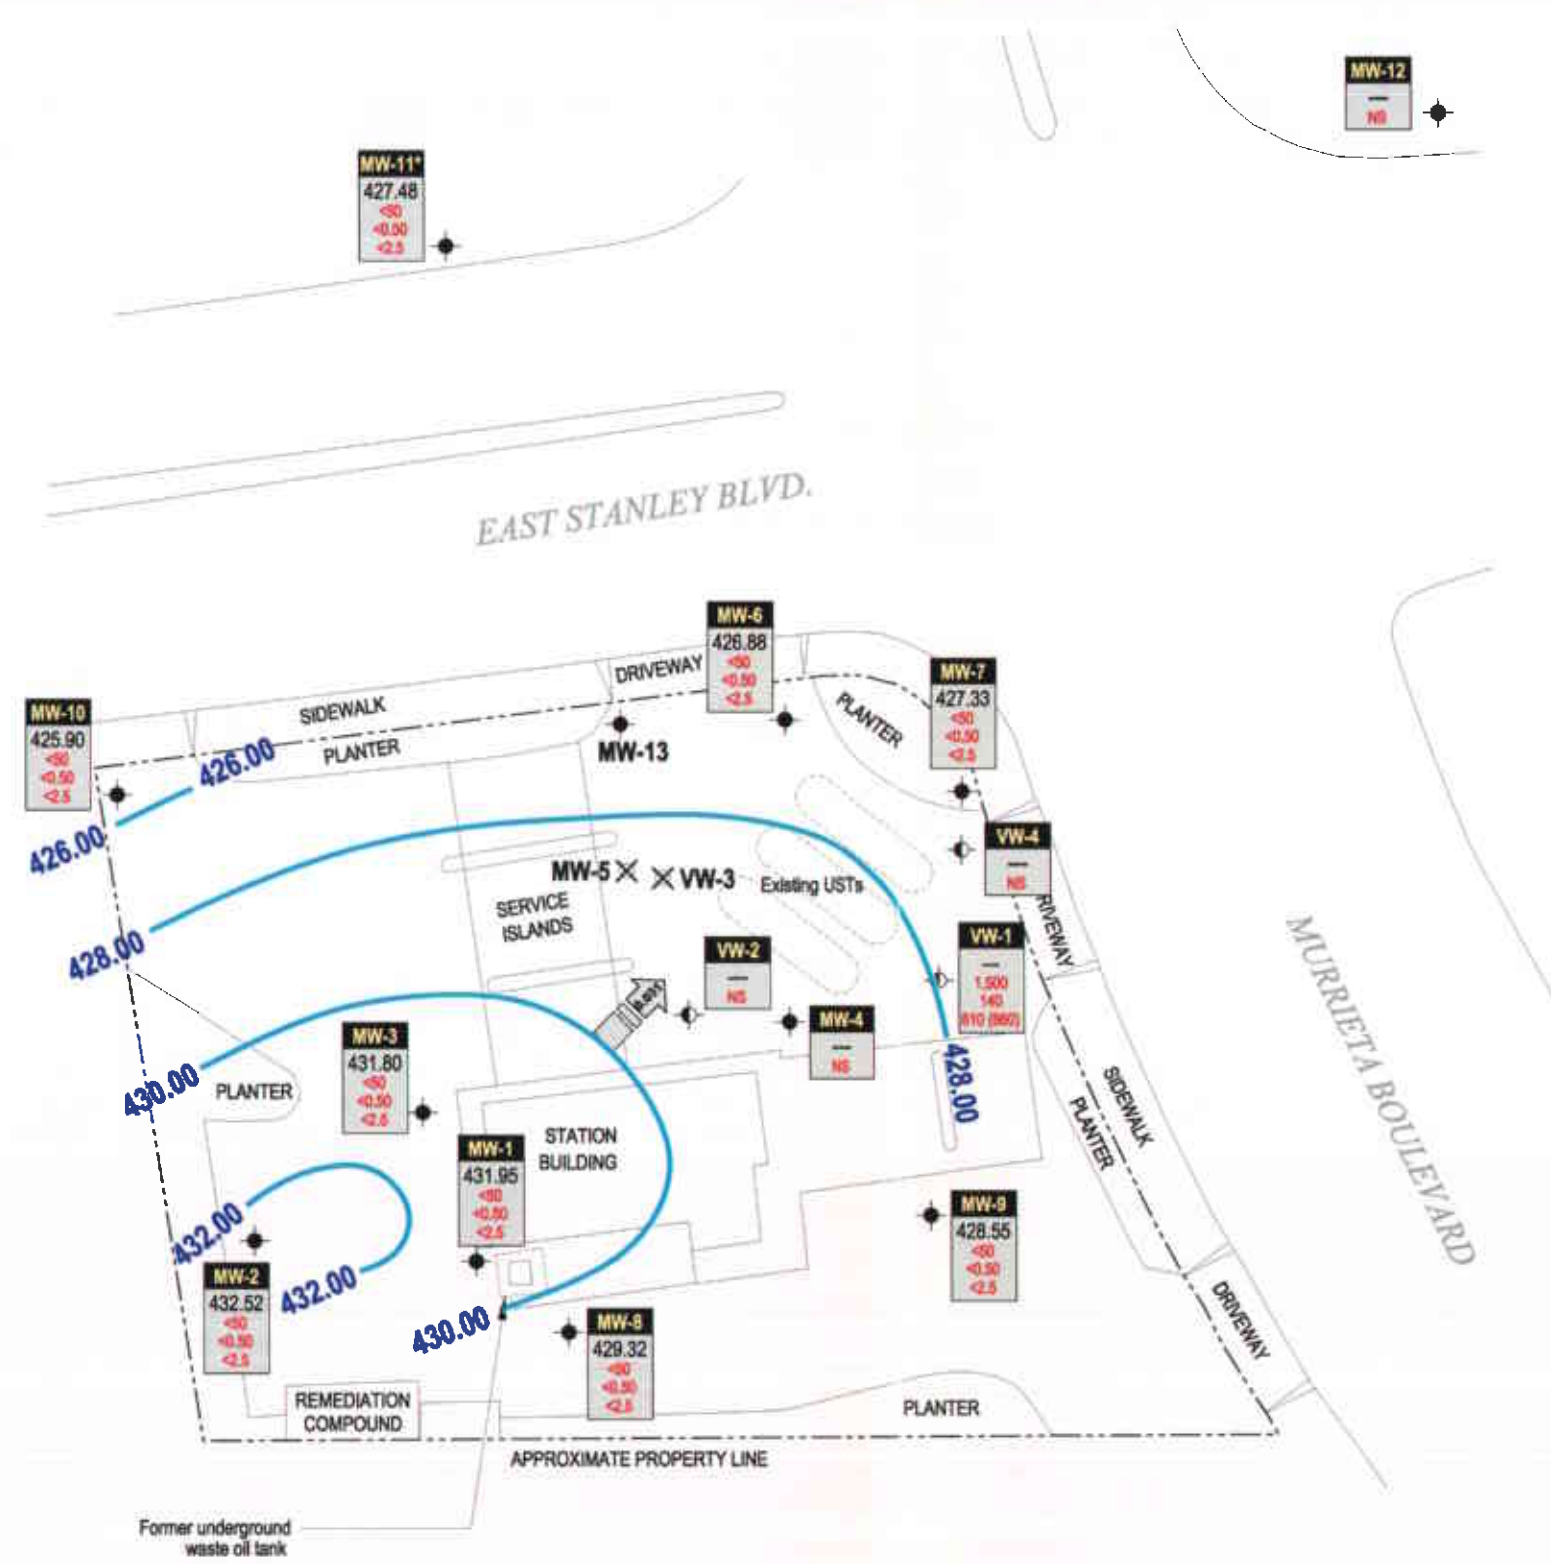 MW-12
—
NS
MW-11*
427.48
<50
<0.50
<2.5
EAST STANLEY BLVD.
MW-6
426.88
<50
<0.50
<2.5
DRIVEWAY
MW-7
427.33
<50
<0.50
<2.5
PLANTER
MW-10
425.90
<50
<0.50
<2.5
SIDEWALK
PLANTER
MW-13
426.00
426.00
VW-4
—
NS
MW-5
VW-3
Existing USTs
SERVICE
ISLANDS
RIVEWAY
428.00
VW-1
—
1,500
140
610 (660)
VW-2
—
NS
MW-4
—
NS
MURRIETA BOULEVARD
MW-3
431.80
<50
<0.50
<2.5
430.00
PLANTER
428.00
SIDEWALK
PLANTER
MW-1
431.95
<50
<0.50
<2.5
STATION
BUILDING
432.00
MW-9
428.55
<50
<0.50
<2.5
MW-2
432.52
<50
<0.50
<2.5
432.00
430.00
MW-8
429.32
<50
<0.50
<2.5
DRIVEWAY
REMEDIATION
COMPOUND
PLANTER
APPROXIMATE PROPERTY LINE
Former underground
waste oil tank